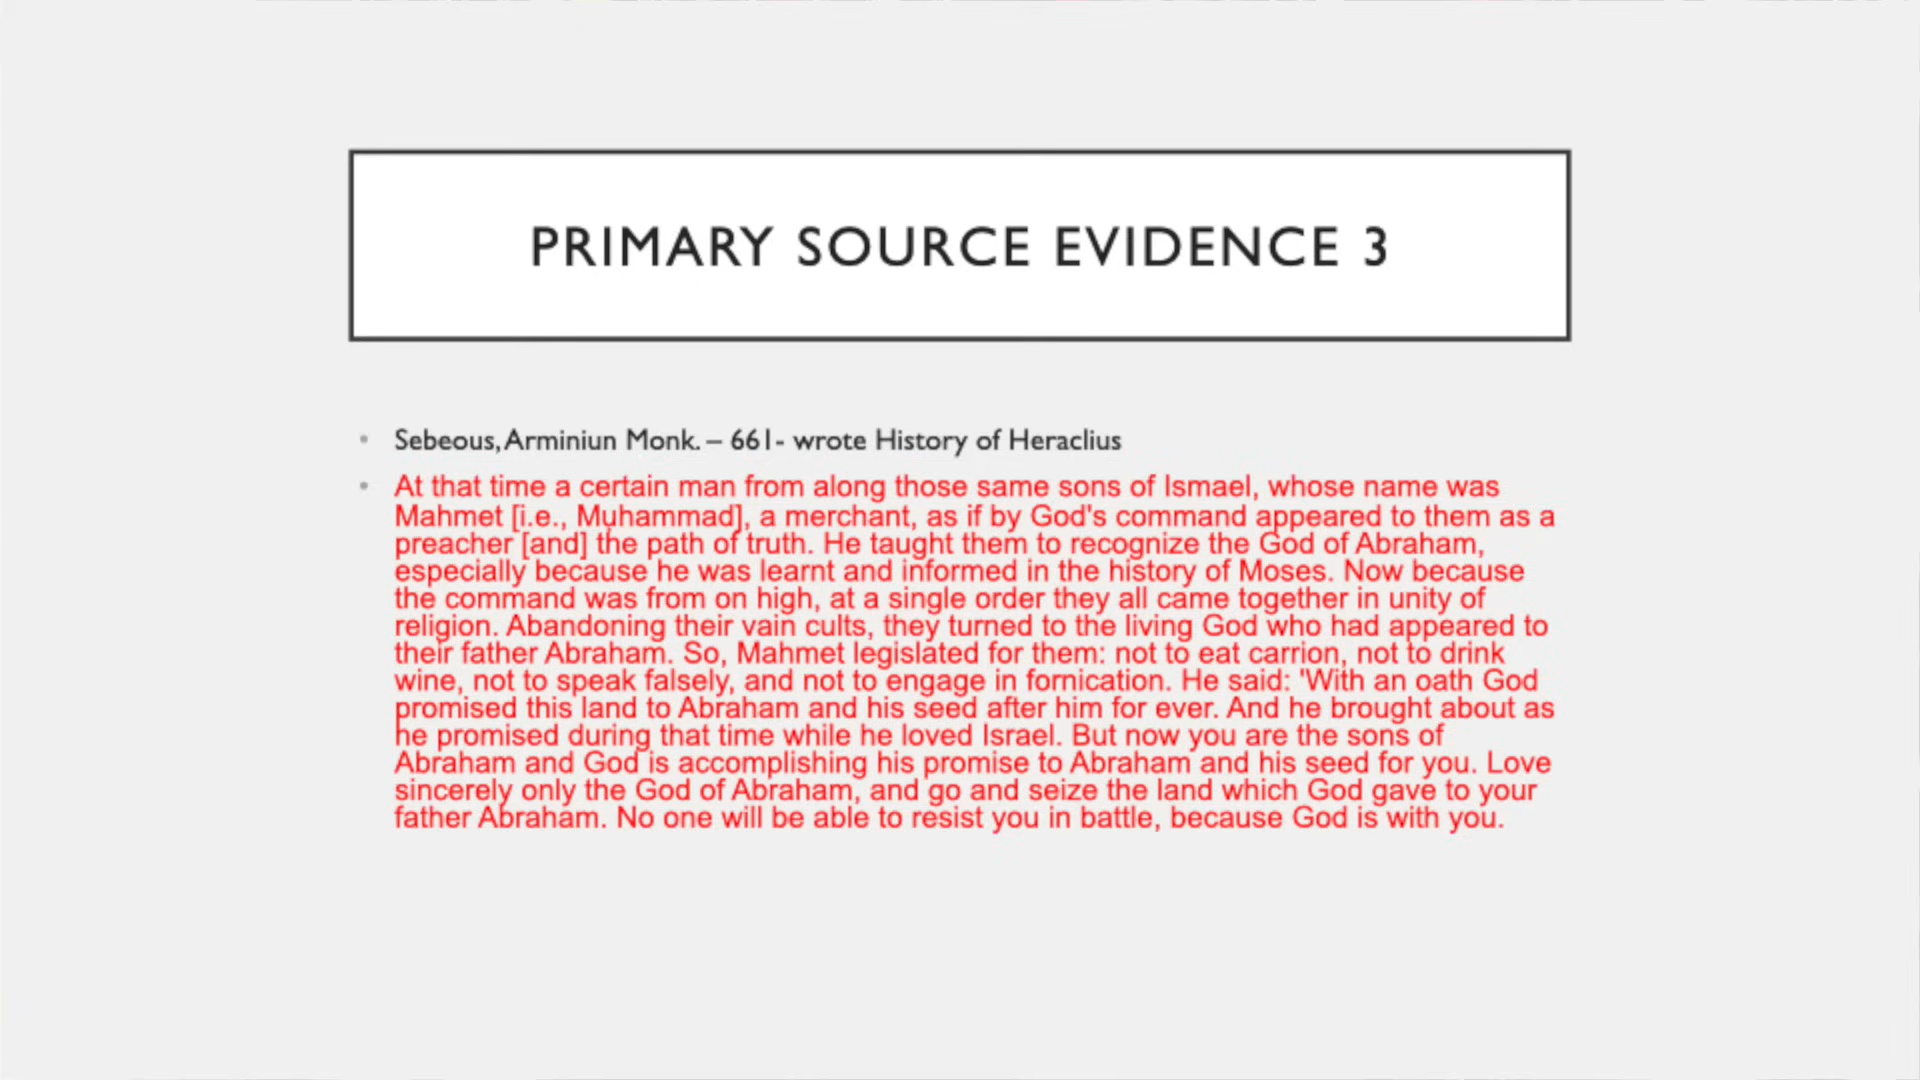 PRIMARY SOURCE EVIDENCE 3
• Sebeous, Arminiun Monk. – 661- wrote History of Heraclius
• At that time a certain man from along those same sons of Ismael, whose name was
Mahmet [i.e., Muḥammad], a merchant, as if by God's command appeared to them as a
preacher [and] the path of truth. He taught them to recognize the God of Abraham,
especially because he was learnt and informed in the history of Moses. Now because
the command was from on high, at a single order they all came together in unity of
religion. Abandoning their vain cults, they turned to the living God who had appeared to
their father Abraham. So, Mahmet legislated for them: not to eat carrion, not to drink
wine, not to speak falsely, and not to engage in fornication. He said: 'With an oath God
promised this land to Abraham and his seed after him for ever. And he brought about as
he promised during that time while he loved Israel. But now you are the sons of
Abraham and God is accomplishing his promise to Abraham and his seed for you. Love
sincerely only the God of Abraham, and go and seize the land which God gave to your
father Abraham. No one will be able to resist you in battle, because God is with you.